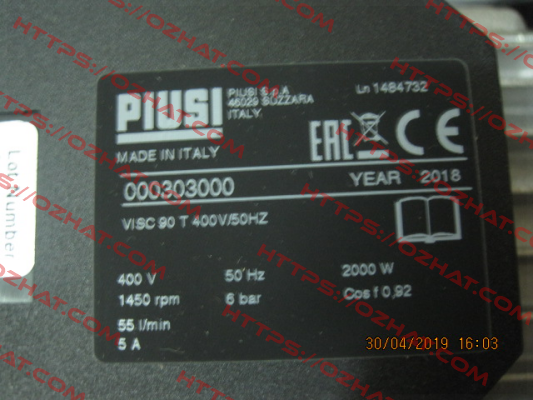 PIUSI
PIUSI S.p.A
46029 SUZZARA
ITALY.
Ln 1484732
MADE IN ITALY
EAC CE
000303000 YEAR 2018
VISC 90 T 400V/50HZ
400 V 50 Hz 2000 W
1450 rpm 6 bar Cos f 0,92
55 l/min
5 A
Lot Number
30/04/2019 16:03
HTTPS://OZHAT.COM